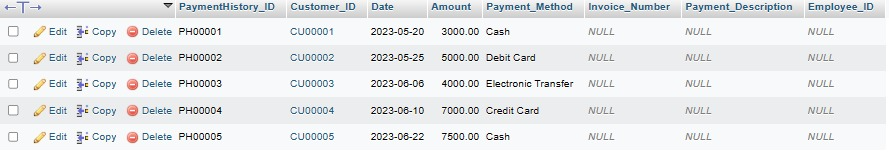 PaymentHistory_ID Customer_ID Date Amount Payment_Method Invoice_Number Payment_Description Employee_ID
Edit Copy Delete PH00001 CU00001 2023-05-20 3000.00 Cash NULL NULL NULL
Edit Copy Delete PH00002 CU00002 2023-05-25 5000.00 Debit Card NULL NULL NULL
Edit Copy Delete PH00003 CU00003 2023-06-06 4000.00 Electronic Transfer NULL NULL NULL
Edit Copy Delete PH00004 CU00004 2023-06-10 7000.00 Credit Card NULL NULL NULL
Edit Copy Delete PH00005 CU00005 2023-06-22 7500.00 Cash NULL NULL NULL